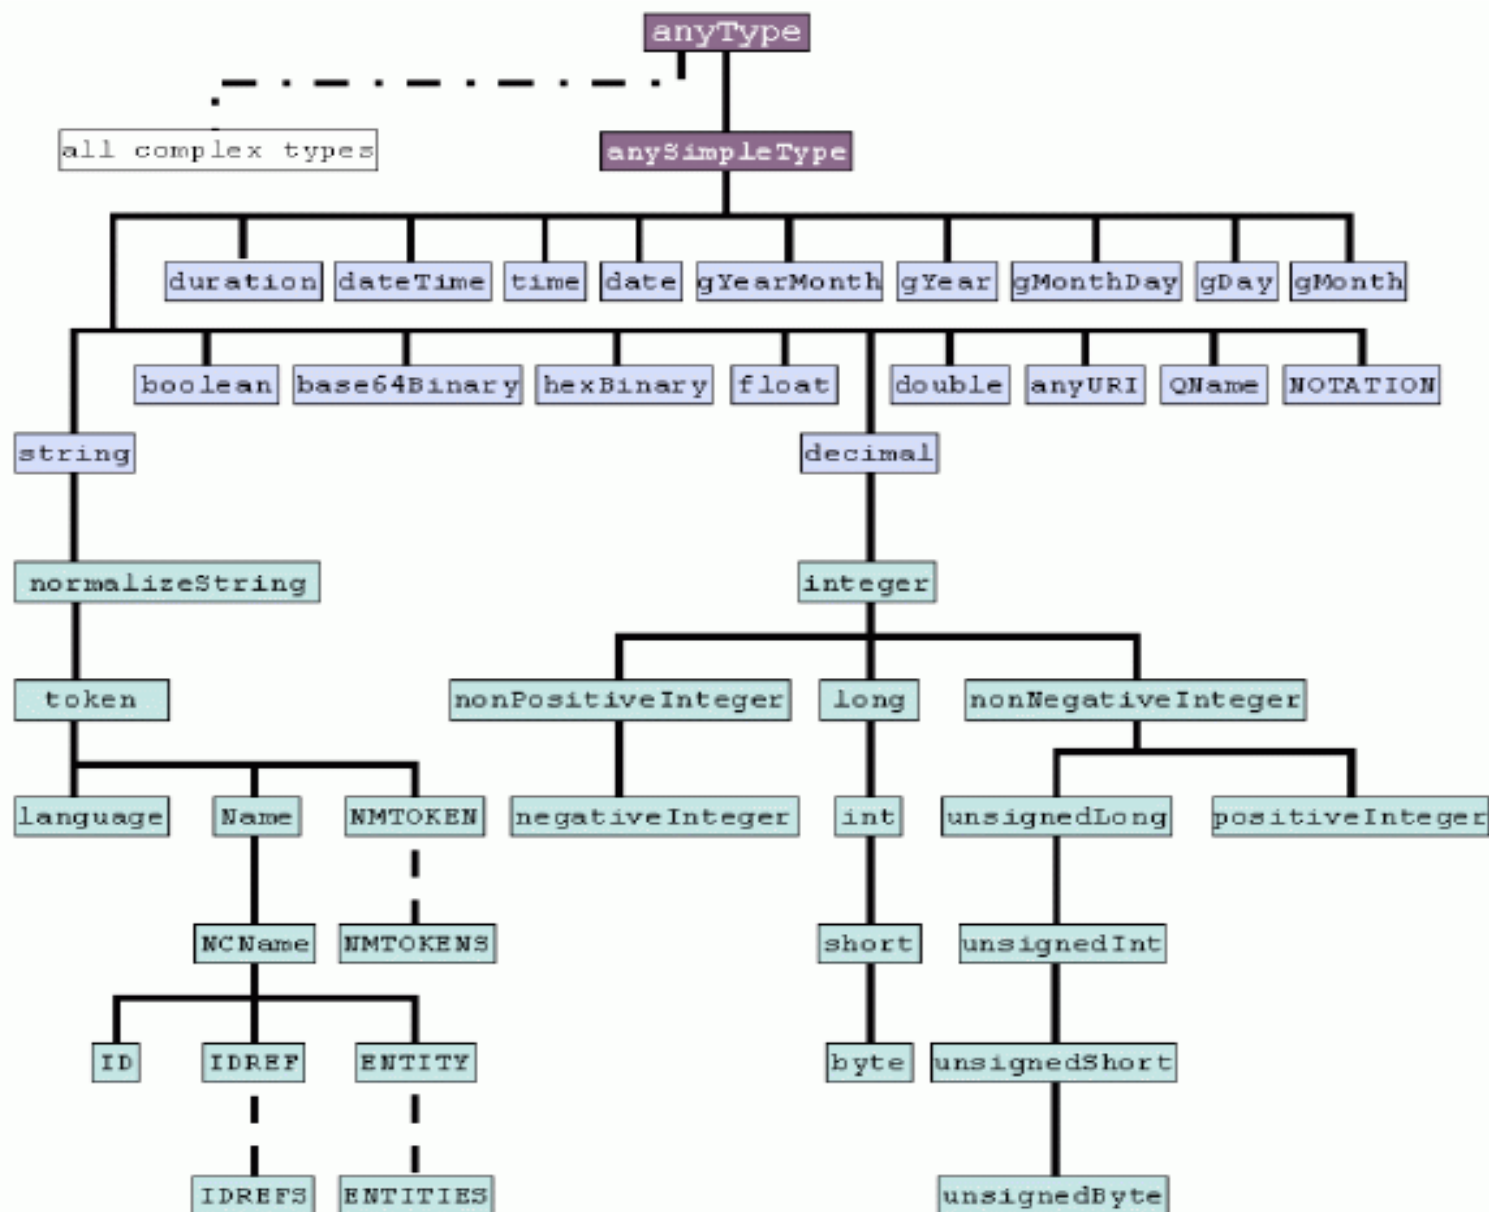 anyType
all complex types
anySimpleType
duration dateTime time date gYearMonth gYear gMonthDay gDay gMonth
boolean base64Binary hexBinary float double anyURI QName NOTATION
string decimal
normalizeString integer
token nonPositiveInteger long nonNegativeInteger
language Name NMTOKEN negativeInteger int unsignedLong positiveInteger
NCName NMTOKENS short unsignedInt
ID IDREF ENTITY byte unsignedShort
IDREFS ENTITIES unsignedByte